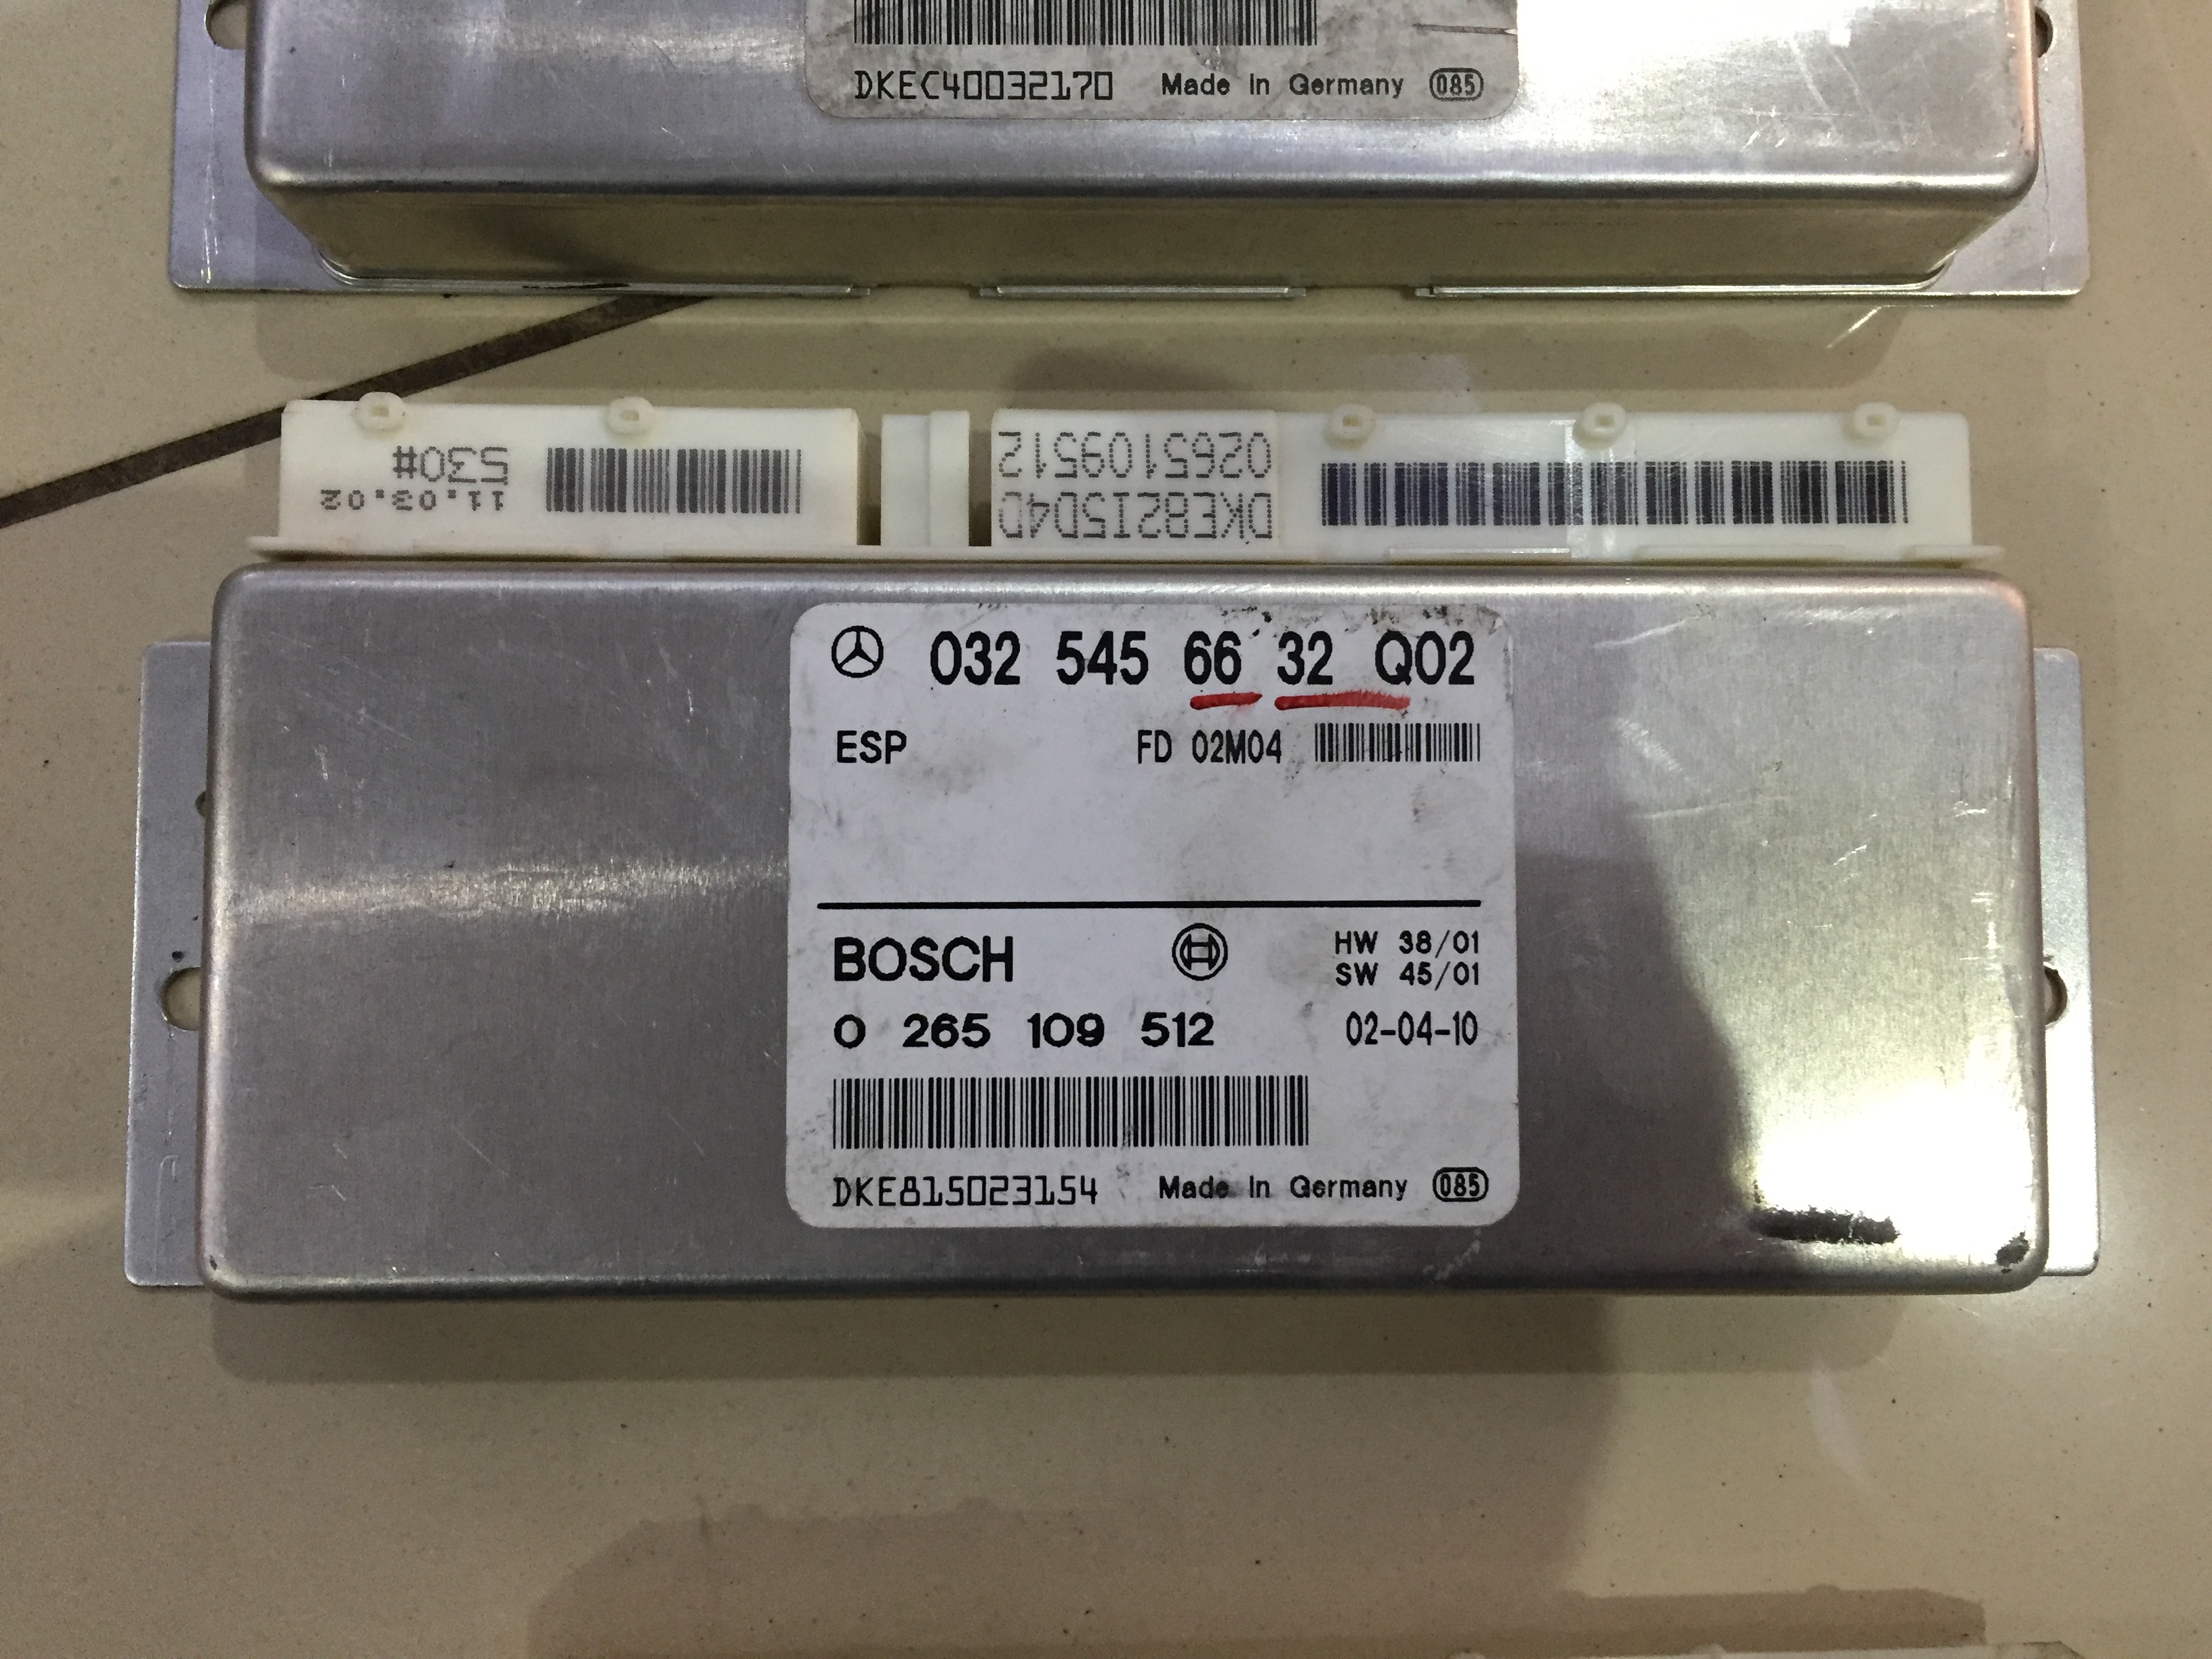 DKEC40032170 Made in Germany 085
530#
11.03.02
0265109512
DKE82I5D4D
032 545 66 32 Q02
ESP FD 02M04
BOSCH HW 38/01
SW 45/01
0 265 109 512 02-04-10
DKE815023154 Made in Germany 085